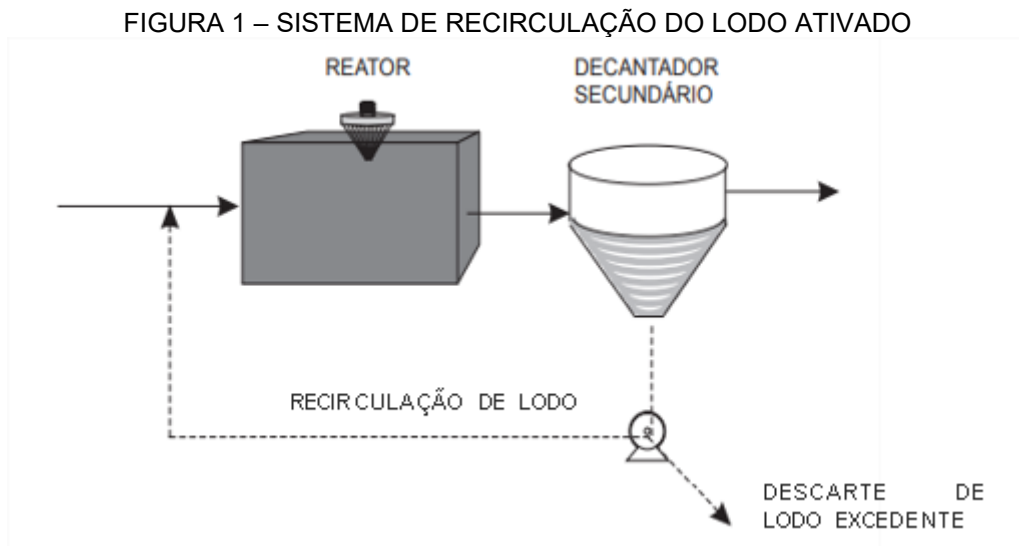 FIGURA 1 – SISTEMA DE RECIRCULAÇÃO DO LODO ATIVADO
REATOR
DECANTADOR
SECUNDÁRIO
RECIRCULAÇÃO DE LODO
DESCARTE DE
LODO EXCEDENTE